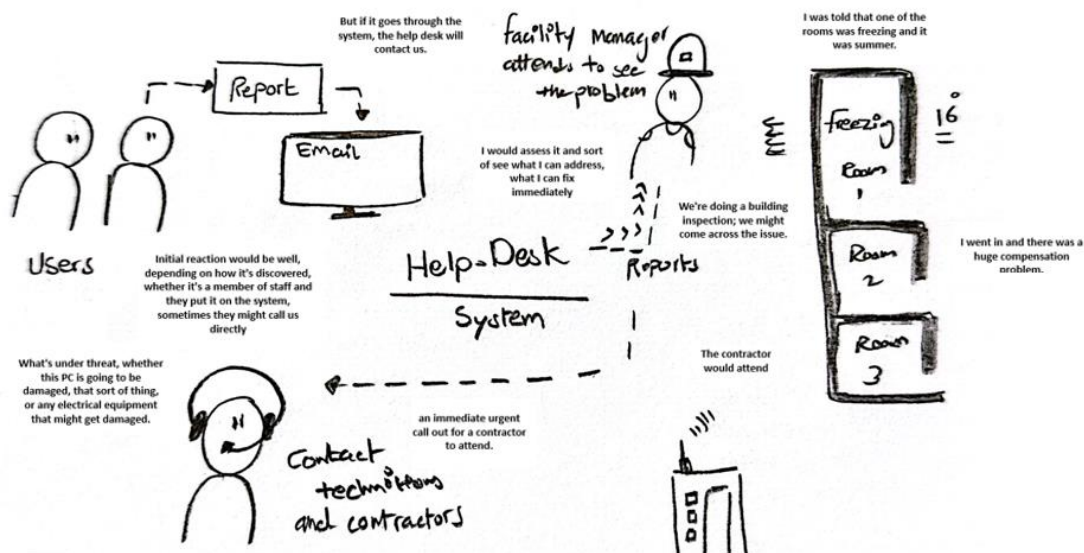 But if it goes through the
system, the help desk will
contact us.
facility manager
attends to see
the problem
I was told that one of the
rooms was freezing and it
was summer.
Report
Email
freezing
Room
1
16°
I would assess it and sort
of see what I can address,
what I can fix
immediately
We're doing a building
inspection; we might
come across the issue.
Room
2
I went in and there was a
huge compensation
problem.
Users
Initial reaction would be well,
depending on how it's discovered,
whether it's a member of staff and
they put it on the system,
sometimes they might call us
directly
Help-Desk
System
Reports
Room
3
What's under threat, whether
this PC is going to be
damaged, that sort of thing,
or any electrical equipment
that might get damaged.
The contractor
would attend
an immediate urgent
call out for a contractor
to attend.
Contact
technitions
and contractors